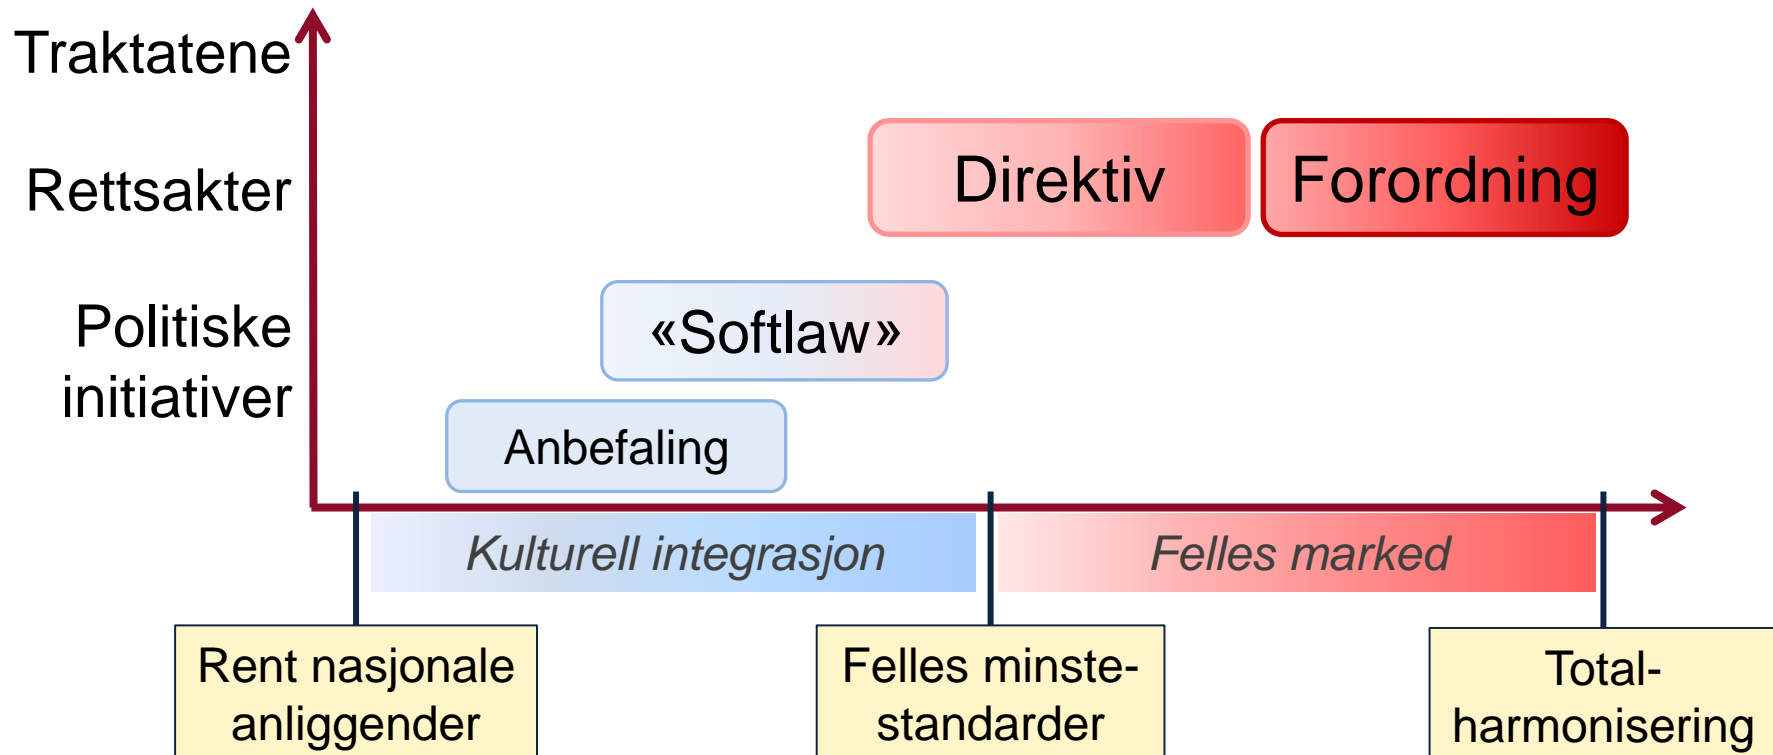 Traktatene
Rettsakter
Politiske
initiativer
Direktiv
Forordning
«Softlaw»
Anbefaling
Kulturell integrasjon
Felles marked
Rent nasjonale
anliggender
Felles minste-
standarder
Total-
harmonisering